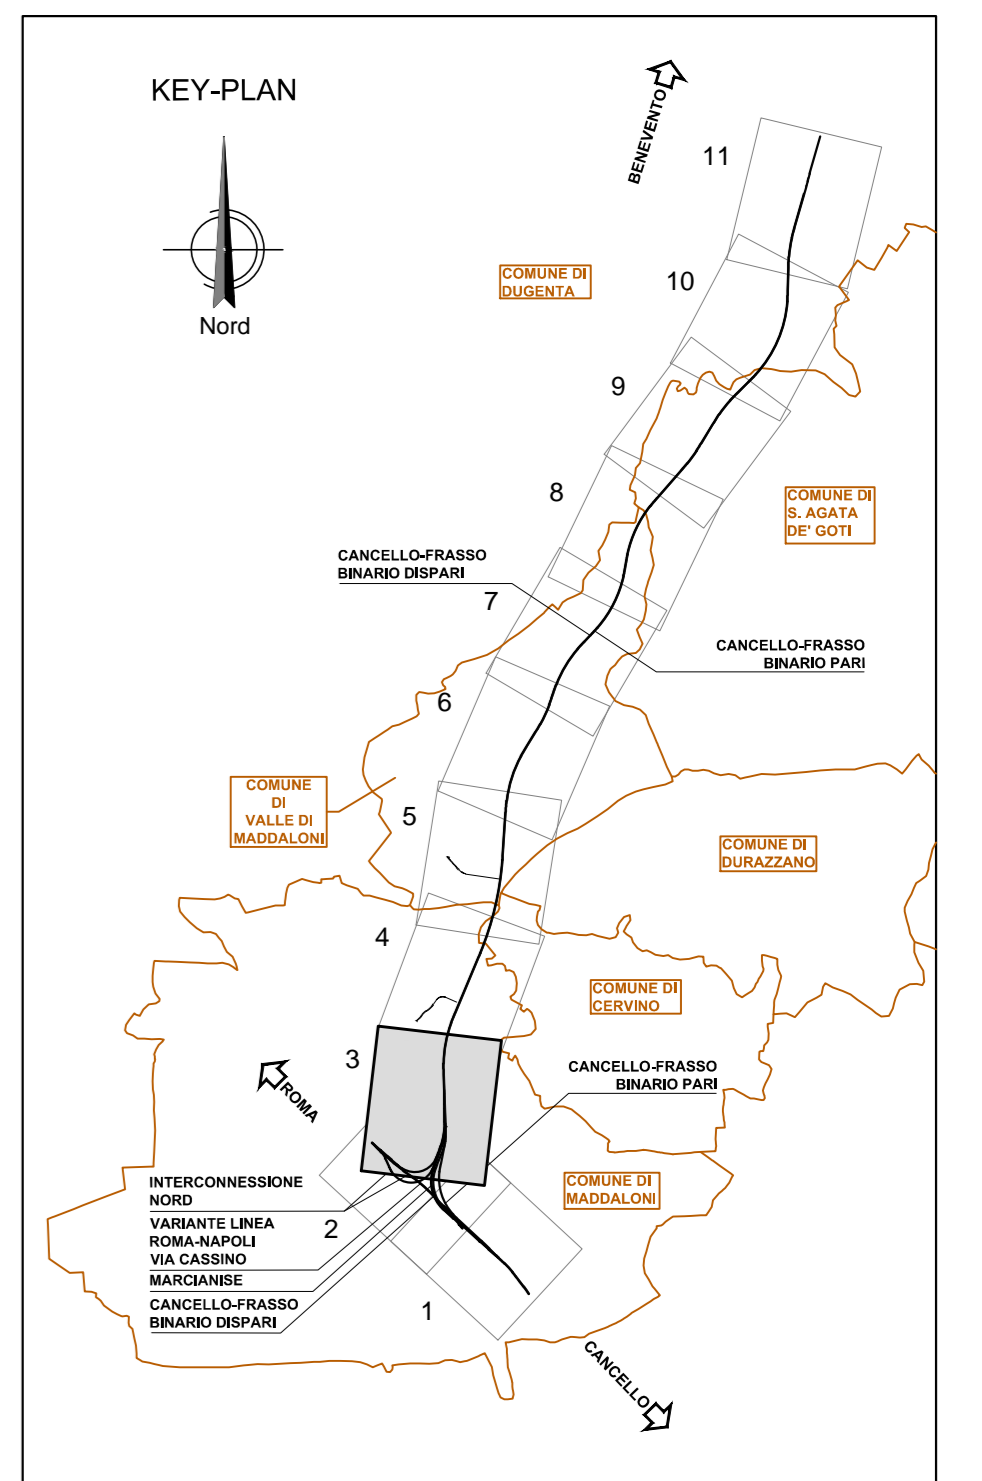 KEY-PLAN
Nord
BENEVENTO
11
10
COMUNE DI
DUGENTA
9
8
COMUNE DI
S. AGATA
DE' GOTI
CANCELLO-FRASSO
BINARIO DISPARI
7
CANCELLO-FRASSO
BINARIO PARI
6
COMUNE
DI
VALLE DI
MADDALONI
5
COMUNE DI
DURAZZANO
4
COMUNE DI
CERVINO
3
ROMA
CANCELLO-FRASSO
BINARIO PARI
INTERCONNESSIONE
NORD
COMUNE DI
MADDALONI
2
VARIANTE LINEA
ROMA-NAPOLI
VIA CASSINO
MARCIANISE
CANCELLO-FRASSO
BINARIO DISPARI
1
CANCELLO